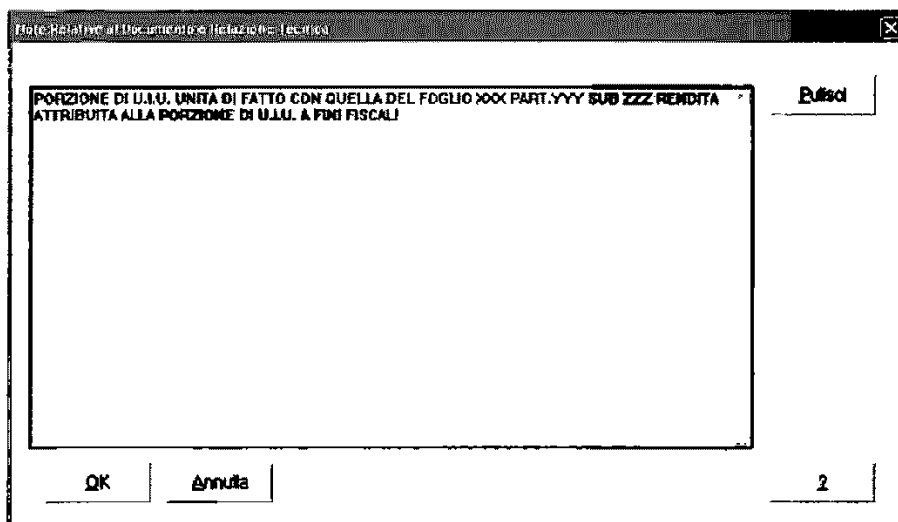 Note Relative al Documento e Relazione Tecnica
PORZIONE DI U.I.U. UNITA DI FATTO CON QUELLA DEL FOGLIO XXX PART.YYY SUB ZZZ RENDITA
ATTRIBUITA ALLA PORZIONE DI U.I.U. A FINI FISCALI
Pulisci
OK
Annulla
?